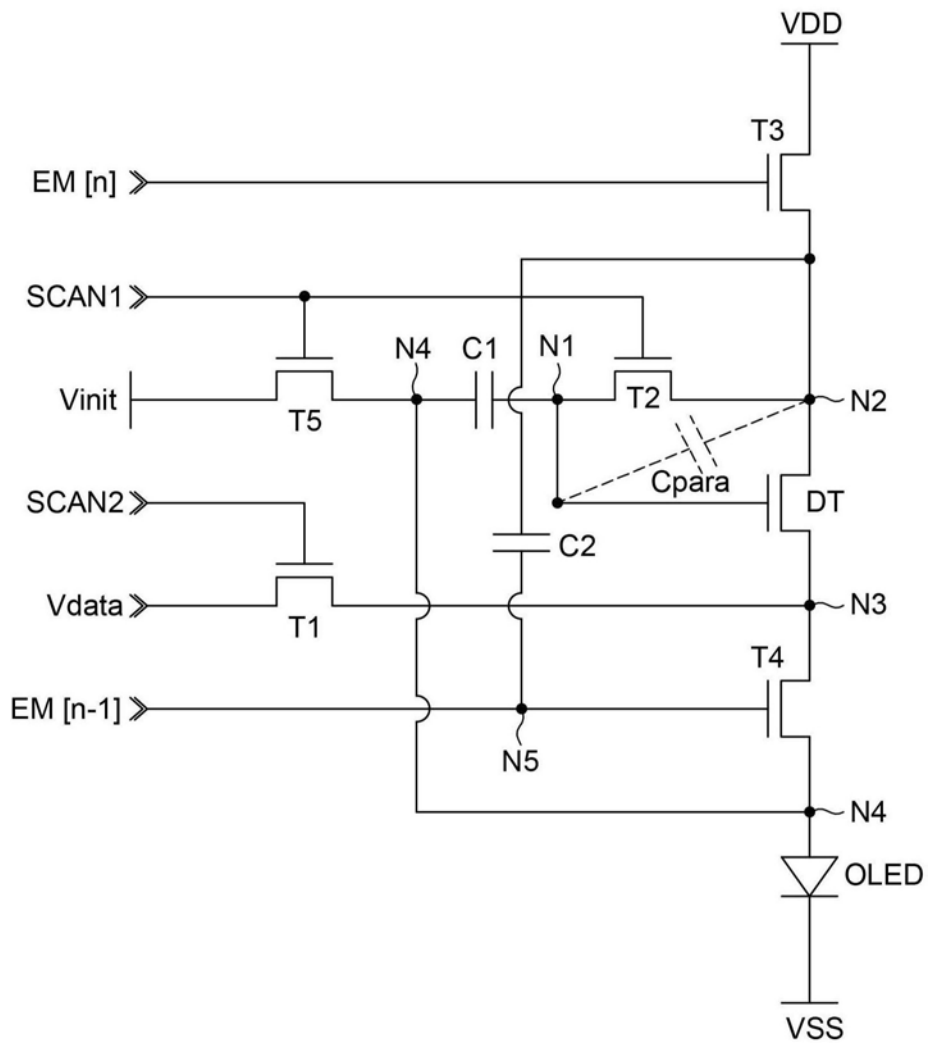 VDD
T3
EM [n]
SCAN1
N4
C1
N1
Vinit
T5
T2
N2
Cpara
SCAN2
DT
C2
Vdata
T1
N3
T4
EM [n-1]
N5
N4
OLED
VSS